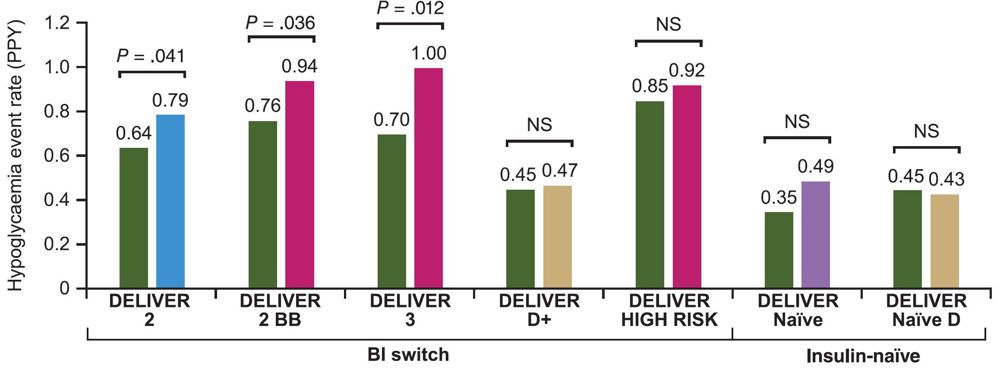 Hypoglycaemia event rate (PPY)
1.2
1.0
0.8
0.6
0.4
0.2
0
P = .041
0.64
0.79
P = .036
0.76
0.94
P = .012
0.70
1.00
NS
0.45
0.47
NS
0.85
0.92
NS
0.35
0.49
NS
0.45
0.43
DELIVER
2
DELIVER
2 BB
DELIVER
3
DELIVER
D+
DELIVER
HIGH RISK
DELIVER
Naïve
DELIVER
Naïve D
BI switch
Insulin-naïve